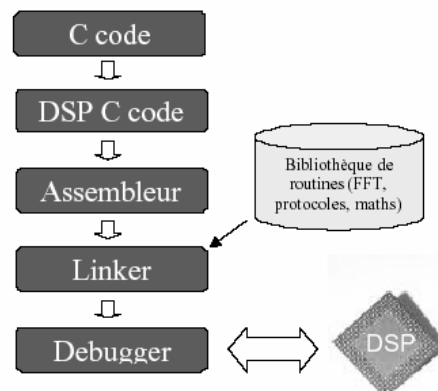 C code
DSP C code
Assembleur
Linker
Debugger
Bibliothèque de
routines (FFT,
protocoles, maths)
DSP